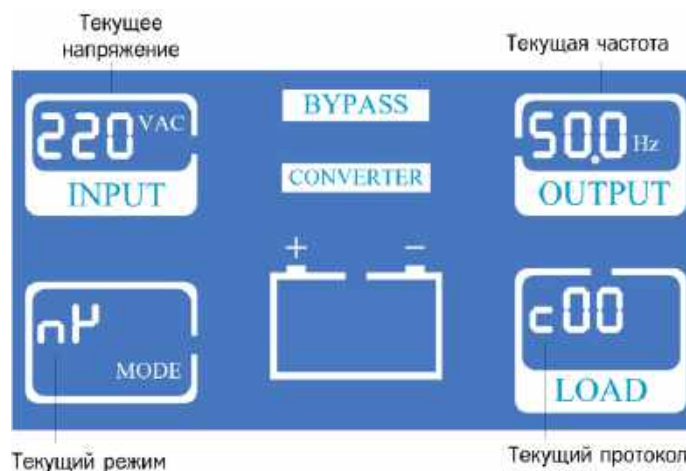 Текущее
напряжение
Текущая частота
220 VAC
INPUT
BYPASS
CONVERTER
50.0 Hz
OUTPUT
+ −
MODE
c00
LOAD
Текущий режим
Текущий протокол